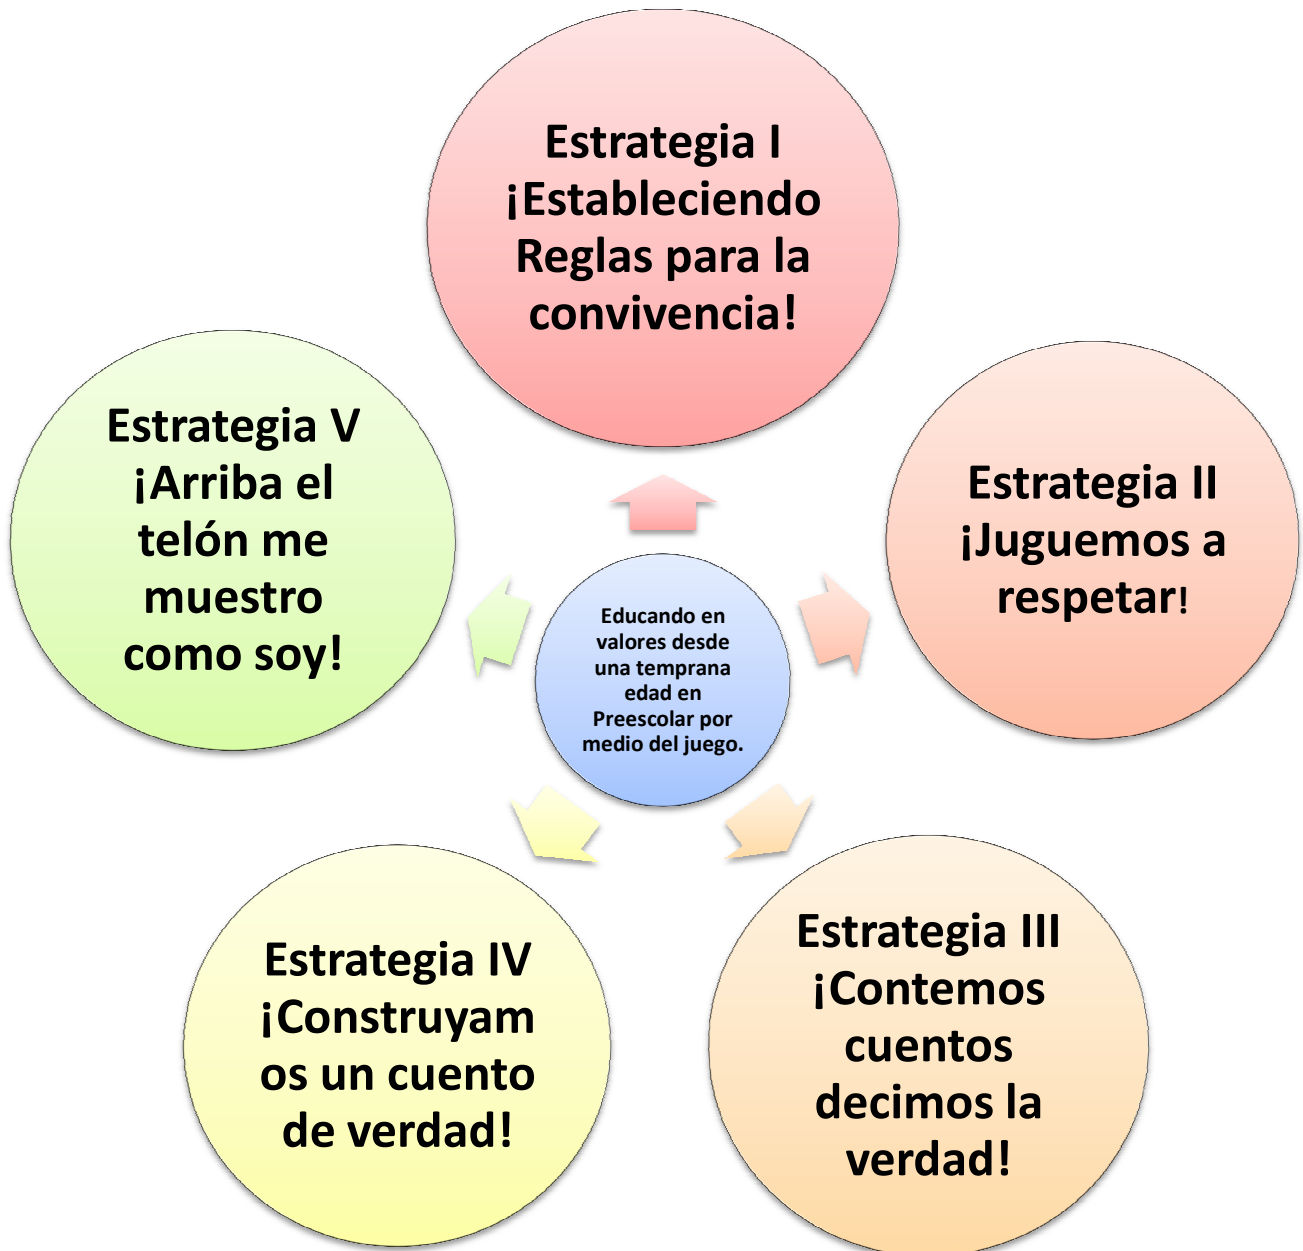 Estrategia I
¡Estableciendo
Reglas para la
convivencia!
Estrategia II
¡Juguemos a
respetar!
Estrategia III
¡Contemos
cuentos
decimos la
verdad!
Estrategia IV
¡Construyam
os un cuento
de verdad!
Estrategia V
¡Arriba el
telón me
muestro
como soy!
Educando en
valores desde
una temprana
edad en
Preescolar por
medio del juego.